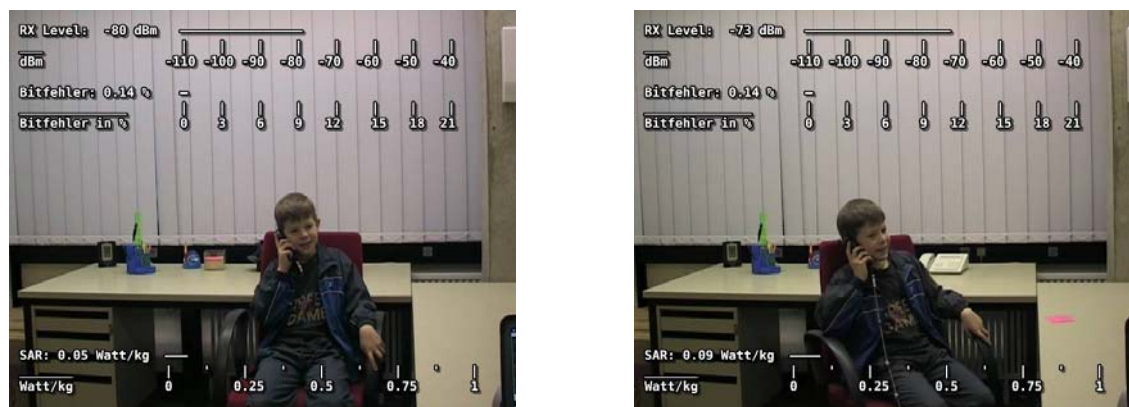 RX Level: -80 dBm
dBm -110 -100 -90 -80 -70 -60 -50 -40
Bitfehler: 0.14 %
Bitfehler in % 0 3 6 9 12 15 18 21
SAR: 0.05 Watt/kg
Watt/kg 0 0.25 0.5 0.75 1
RX Level: -73 dBm
dBm -110 -100 -90 -80 -70 -60 -50 -40
Bitfehler: 0.14 %
Bitfehler in % 0 3 6 9 12 15 18 21
SAR: 0.09 Watt/kg
Watt/kg 0 0.25 0.5 0.75 1